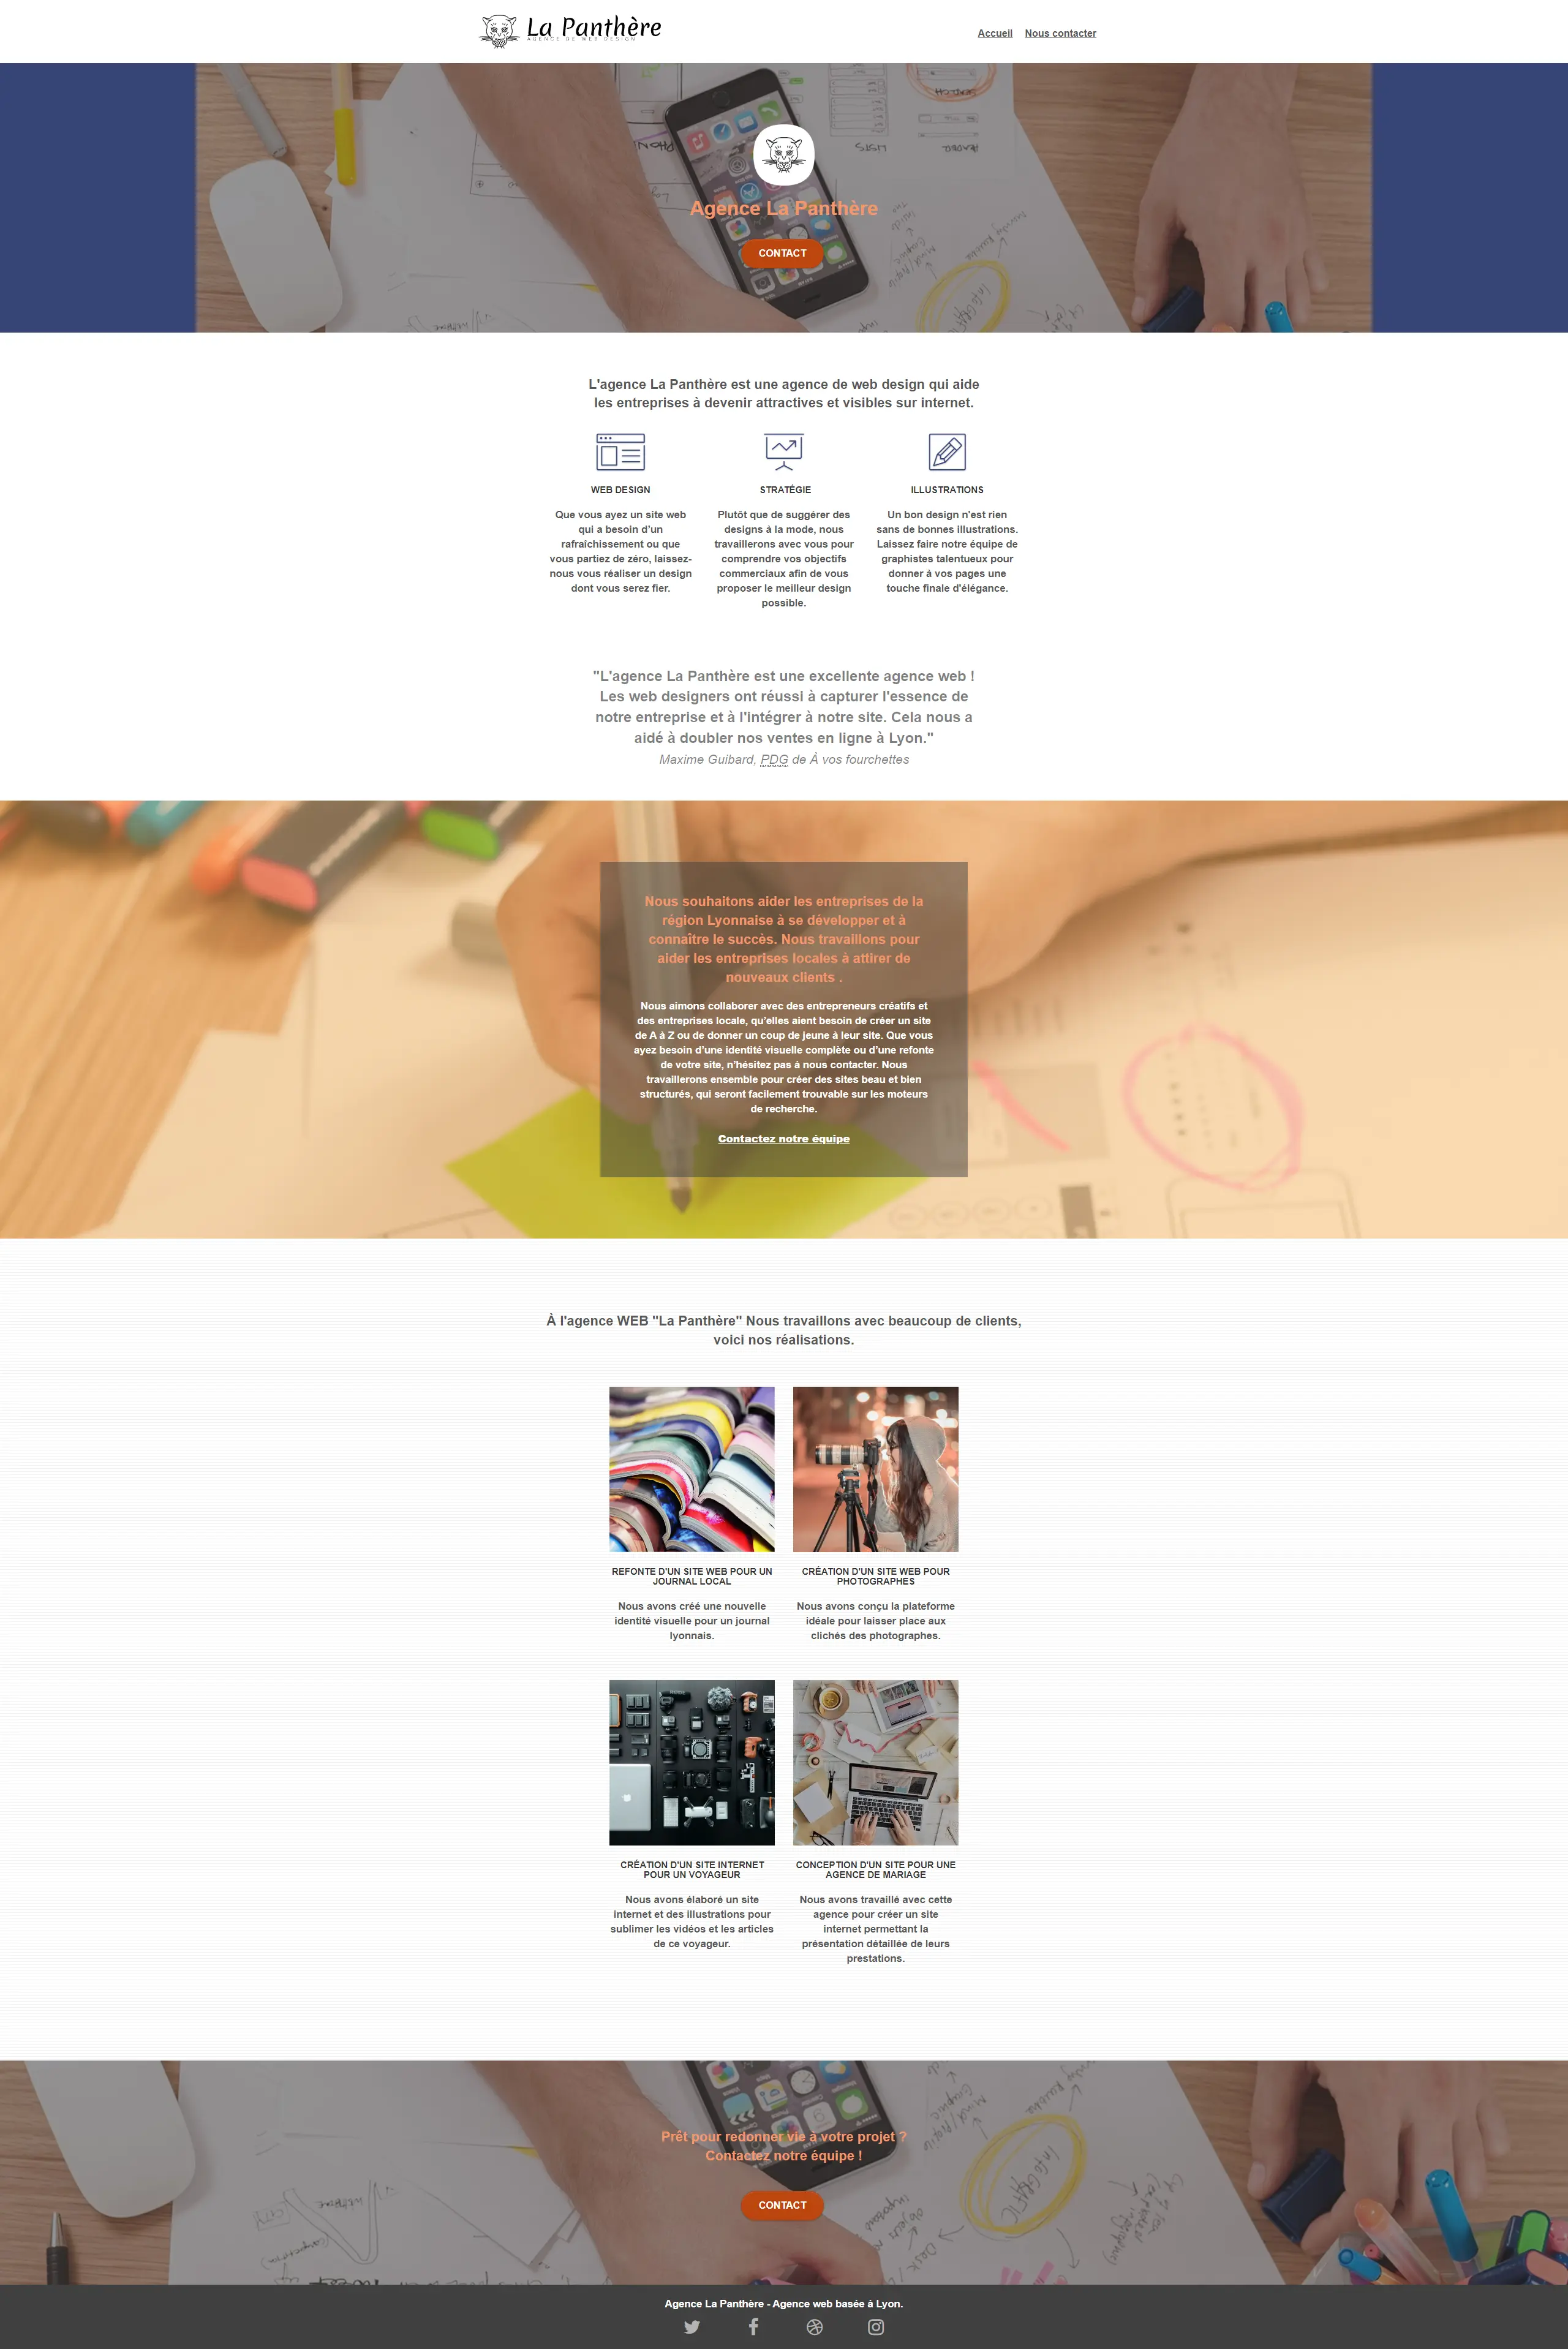 La Panthère
AGENCE DE WEB DESIGN
Accueil Nous contacter
Agence La Panthère
CONTACT
L'agence La Panthère est une agence de web design qui aide
les entreprises à devenir attractives et visibles sur internet.
WEB DESIGN
Que vous ayez un site web
qui a besoin d’un
rafraîchissement ou que
vous partiez de zéro, laissez-
nous vous réaliser un design
dont vous serez fier.
STRATÉGIE
Plutôt que de suggérer des
designs à la mode, nous
travaillerons avec vous pour
comprendre vos objectifs
commerciaux afin de vous
proposer le meilleur design
possible.
ILLUSTRATIONS
Un bon design n'est rien
sans de bonnes illustrations.
Laissez faire notre équipe de
graphistes talentueux pour
donner à vos pages une
touche finale d'élégance.
"L'agence La Panthère est une excellente agence web !
Les web designers ont réussi à capturer l'essence de
notre entreprise et à l'intégrer à notre site. Cela nous a
aidé à doubler nos ventes en ligne à Lyon."
Maxime Guibard, PDG de À vos fourchettes
Nous souhaitons aider les entreprises de la
région Lyonnaise à se développer et à
connaître le succès. Nous travaillons pour
aider les entreprises locales à attirer de
nouveaux clients .
Nous aimons collaborer avec des entrepreneurs créatifs et
des entreprises locale, qu’elles aient besoin de créer un site
de A à Z ou de donner un coup de jeune à leur site. Que vous
ayez besoin d’une identité visuelle complète ou d’une refonte
de votre site, n’hésitez pas à nous contacter. Nous
travaillerons ensemble pour créer des sites beau et bien
structurés, qui seront facilement trouvable sur les moteurs
de recherche.
Contactez notre équipe
À l'agence WEB "La Panthère" Nous travaillons avec beaucoup de clients,
voici nos réalisations.
REFONTE D'UN SITE WEB POUR UN
JOURNAL LOCAL
Nous avons créé une nouvelle
identité visuelle pour un journal
lyonnais.
CRÉATION D'UN SITE WEB POUR
PHOTOGRAPHES
Nous avons conçu la plateforme
idéale pour laisser place aux
clichés des photographes.
CRÉATION D'UN SITE INTERNET
POUR UN VOYAGEUR
Nous avons élaboré un site
internet et des illustrations pour
sublimer les vidéos et les articles
de ce voyageur.
CONCEPTION D'UN SITE POUR UNE
AGENCE DE MARIAGE
Nous avons travaillé avec cette
agence pour créer un site
internet permettant la
présentation détaillée de leurs
prestations.
Prêt pour redonner vie à votre projet ?
Contactez notre équipe !
CONTACT
Agence La Panthère - Agence web basée à Lyon.